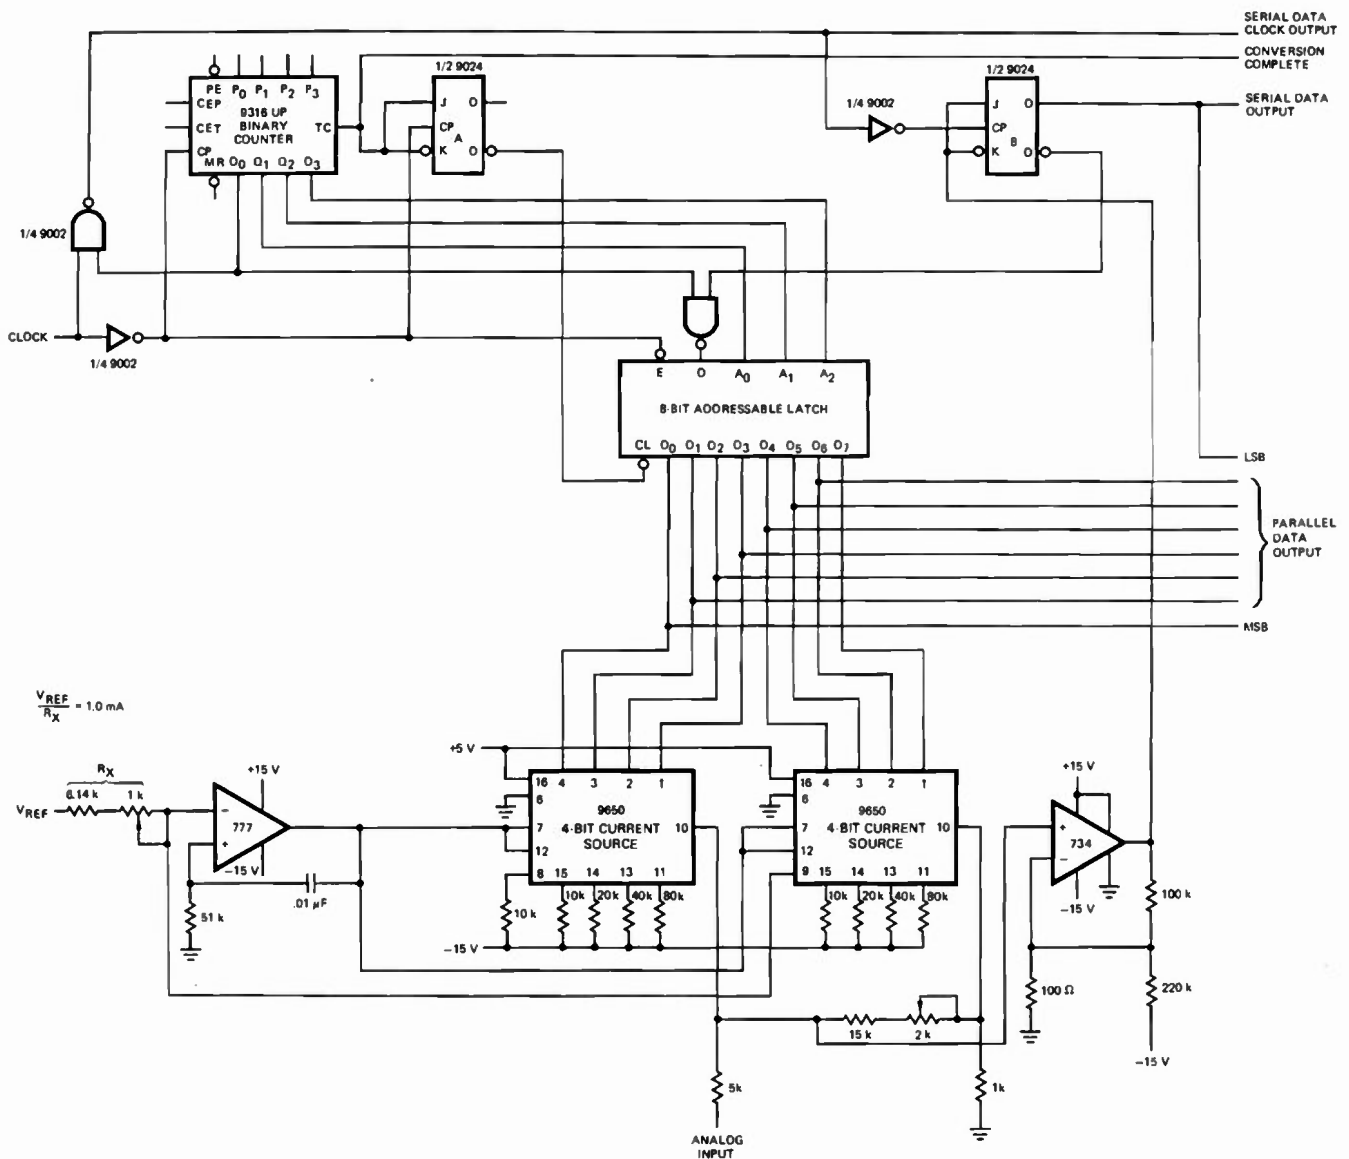 SERIAL DATA
CLOCK OUTPUT
CONVERSION
COMPLETE
SERIAL DATA
OUTPUT
1/2 9024
1/2 9024
PE P0 P1 P2 P3
CEP
9316 UP
BINARY
COUNTER
CET
TC
CP
MR O0 Q1 Q2 O3
J O
CP
A
K O
1/4 9002
J O
CP
B
K O
1/4 9002
CLOCK
1/4 9002
E O A0 A1 A2
8-BIT ADDRESSABLE LATCH
CL O0 O1 O2 O3 O4 O5 O6 O7
LSB
PARALLEL
DATA
OUTPUT
MSB
VREF
RX
= 1.0 mA
+5 V
RX
6.14k 1k
VREF
+15 V
−
777
+
−15 V
.01 µF
51 k
16 4 3 2 1
6
9650
7 4-BIT CURRENT 10
SOURCE
12
8 15 14 13 11
10k 20k 40k 80k
10 k
−15 V
16 4 3 2 1
6
9650
7 4-BIT CURRENT 10
SOURCE
12
9 15 14 13 11
10k 20k 40k 80k
+15 V
+
734
−
−15 V
100 k
100 Ω
220 k
−15 V
15 k 2 k
5k
1k
ANALOG
INPUT